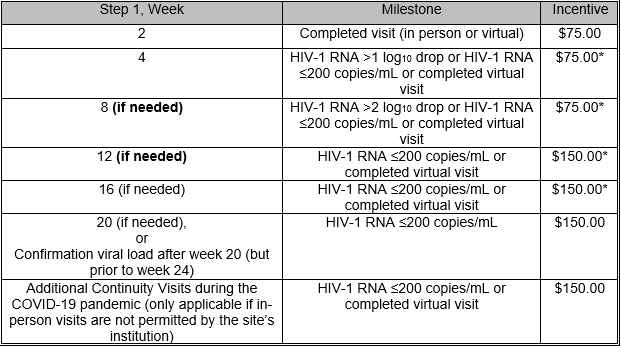 Step 1, Week
Milestone
Incentive
2
Completed visit (in person or virtual)
$75.00
4
HIV-1 RNA >1 log10 drop or HIV-1 RNA
≤200 copies/mL or completed virtual
visit
$75.00*
8 (if needed)
HIV-1 RNA >2 log10 drop or HIV-1 RNA
≤200 copies/mL or completed virtual
visit
$75.00*
12 (if needed)
HIV-1 RNA ≤200 copies/mL or
completed virtual visit
$150.00*
16 (if needed)
HIV-1 RNA ≤200 copies/mL or
completed virtual visit
$150.00*
20 (if needed),
or
Confirmation viral load after week 20 (but
prior to week 24)
HIV-1 RNA ≤200 copies/mL
$150.00
Additional Continuity Visits during the
COVID-19 pandemic (only applicable if in-
person visits are not permitted by the site's
institution)
HIV-1 RNA ≤200 copies/mL or
completed virtual visit
$150.00